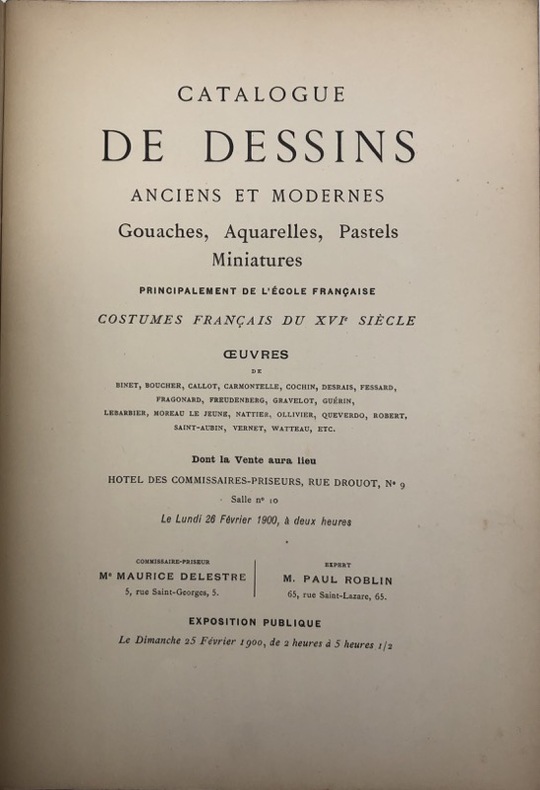 CATALOGUE
DE DESSINS
ANCIENS ET MODERNES
Gouaches, Aquarelles, Pastels
Miniatures
PRINCIPALEMENT DE L'ÉCOLE FRANÇAISE
COSTUMES FRANÇAIS DU XVIe SIÈCLE
ŒUVRES
DE
BINET, BOUCHER, CALLOT, CARMONTELLE, COCHIN, DESRAIS, FESSARD,
FRAGONARD, FREUDENBERG, GRAVELOT, GUÉRIN,
LEBARBIER, MOREAU LE JEUNE, NATTIER, OLLIVIER, QUEVERDO, ROBERT,
SAINT-AUBIN, VERNET, WATTEAU, ETC.
Dont la Vente aura lieu
HOTEL DES COMMISSAIRES-PRISEURS, RUE DROUOT, No 9
Salle no 10
Le Lundi 26 Février 1900, à deux heures
COMMISSAIRE-PRISEUR
Me MAURICE DELESTRE
5, rue Saint-Georges, 5.
EXPERT
M. PAUL ROBLIN
65, rue Saint-Lazare, 65.
EXPOSITION PUBLIQUE
Le Dimanche 25 Février 1900, de 2 heures à 5 heures 1/2